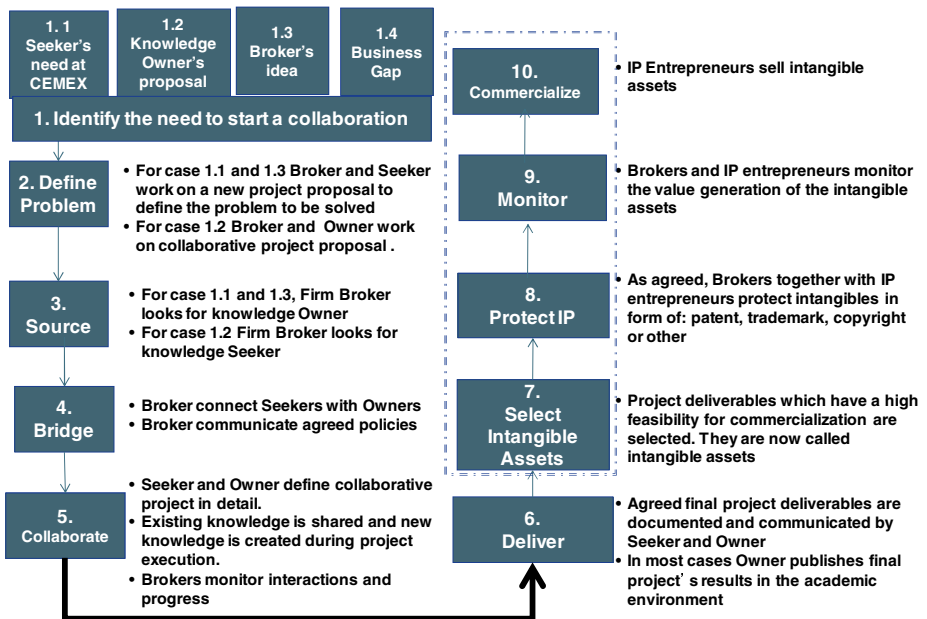 1. 1
Seeker's
need at
CEMEX
1.2
Knowledge
Owner's
proposal
1.3
Broker's
idea
1.4
Business
Gap
1. Identify the need to start a collaboration
2. Define
Problem
• For case 1.1 and 1.3 Broker and Seeker
work on a new project proposal to
define the problem to be solved
• For case 1.2 Broker and Owner work
on collaborative project proposal .
3.
Source
• For case 1.1 and 1.3, Firm Broker
looks for knowledge Owner
• For case 1.2 Firm Broker looks for
knowledge Seeker
4.
Bridge
• Broker connect Seekers with Owners
• Broker communicate agreed policies
5.
Collaborate
• Seeker and Owner define collaborative
project in detail.
• Existing knowledge is shared and new
knowledge is created during project
execution.
• Brokers monitor interactions and
progress
10.
Commercialize
• IP Entrepreneurs sell intangible
assets
9.
Monitor
• Brokers and IP entrepreneurs monitor
the value generation of the intangible
assets
8.
Protect IP
• As agreed, Brokers together with IP
entrepreneurs protect intangibles in
form of: patent, trademark, copyright
or other
7.
Select
Intangible
Assets
• Project deliverables which have a high
feasibility for commercialization are
selected. They are now called
intangible assets
6.
Deliver
• Agreed final project deliverables are
documented and communicated by
Seeker and Owner
• In most cases Owner publishes final
project's results in the academic
environment